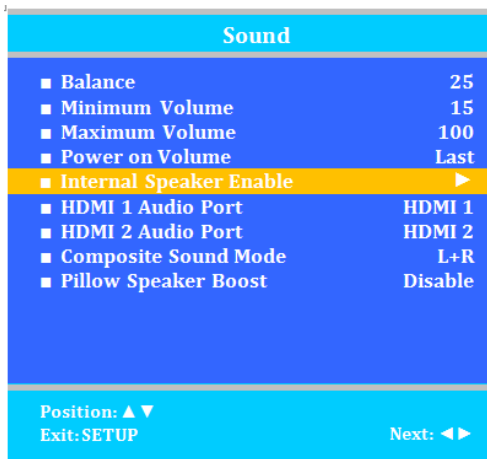 Sound
■ Balance 25
■ Minimum Volume 15
■ Maximum Volume 100
■ Power on Volume Last
■ Internal Speaker Enable ►
■ HDMI 1 Audio Port HDMI 1
■ HDMI 2 Audio Port HDMI 2
■ Composite Sound Mode L+R
■ Pillow Speaker Boost Disable
Position: ▲▼
Exit:SETUP Next: ◄►